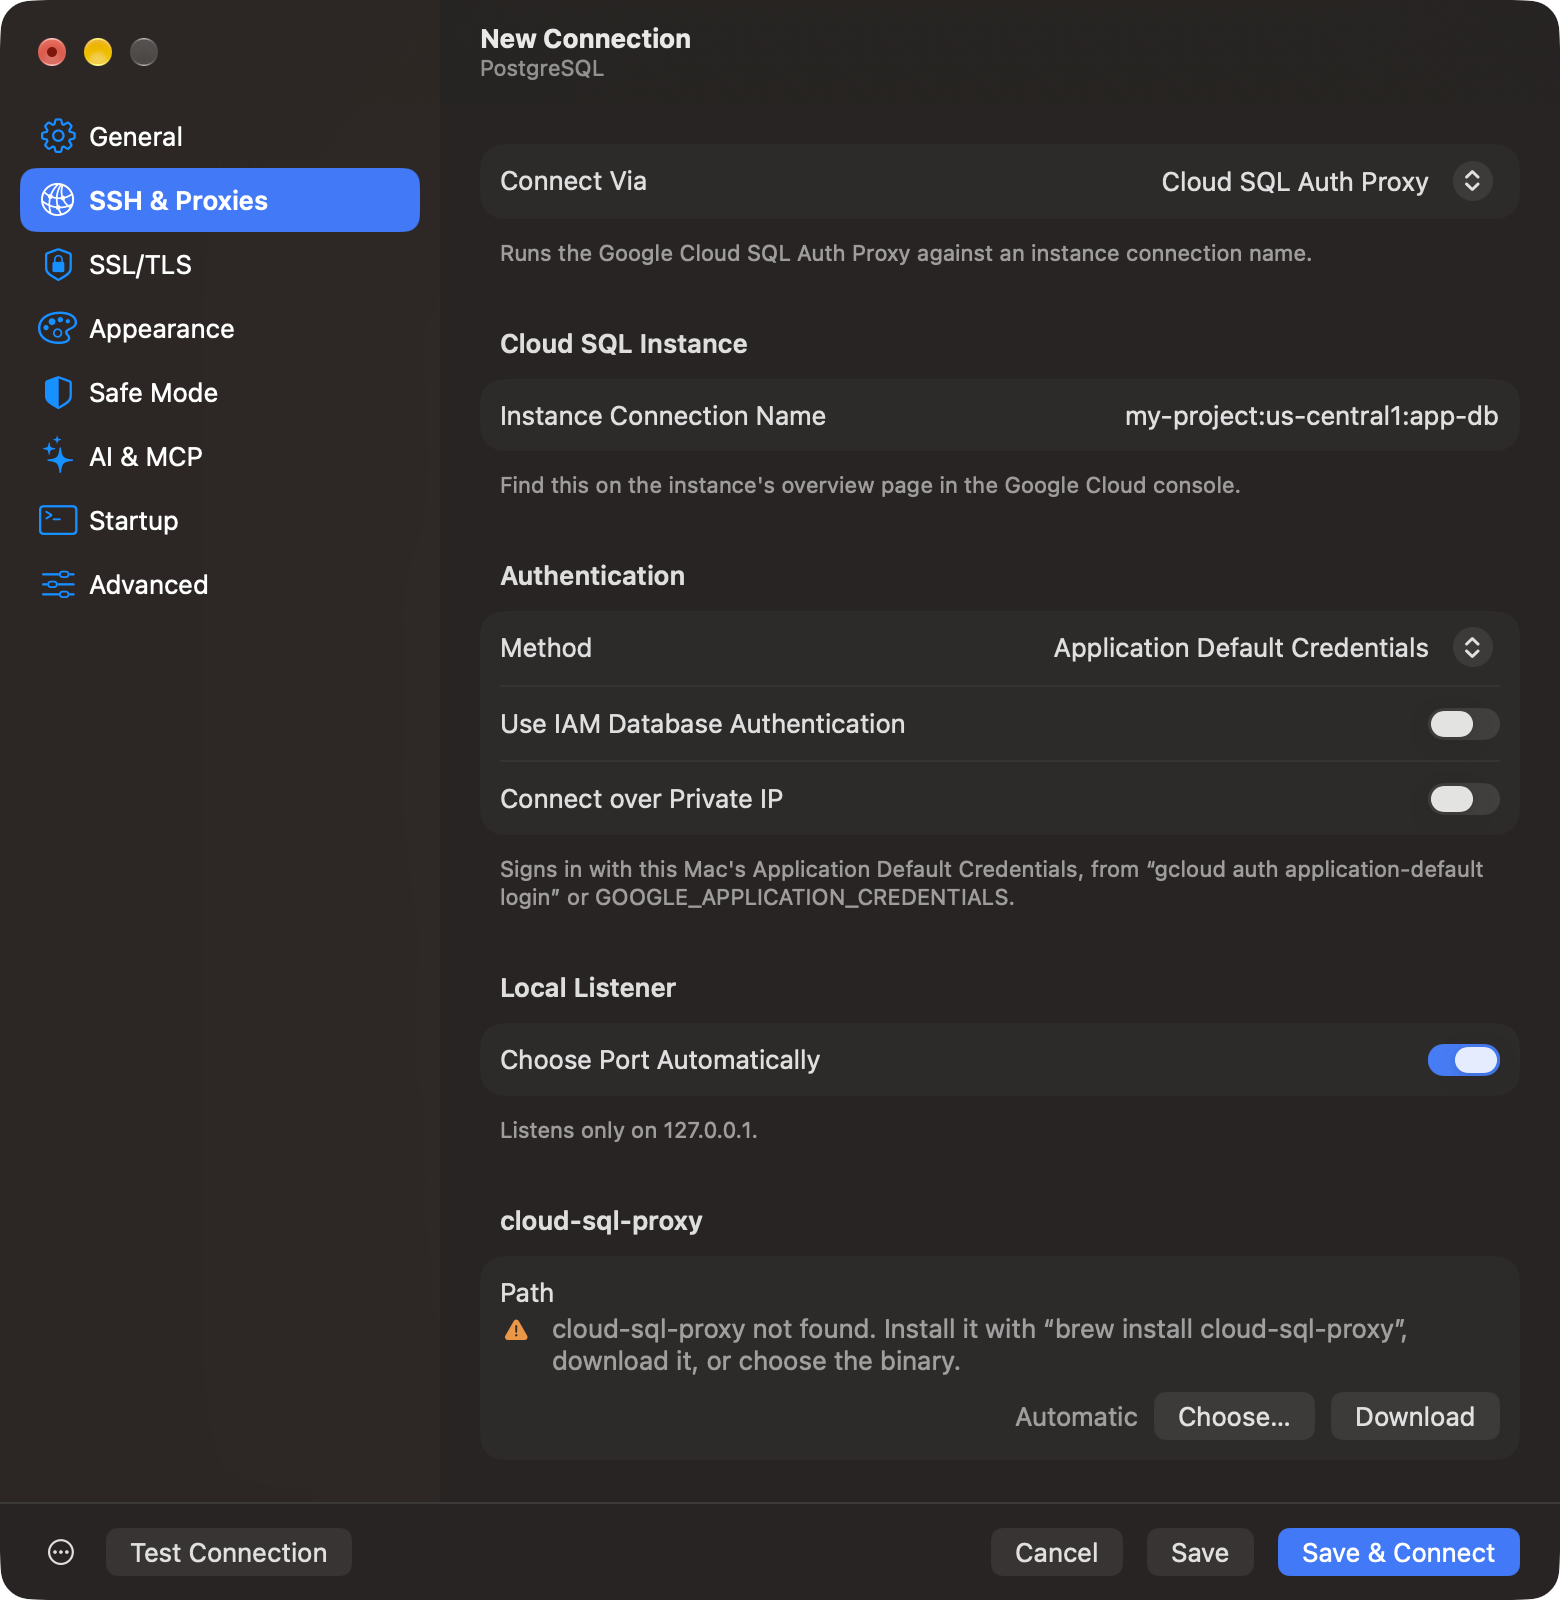 New Connection
PostgreSQL
General
SSH & Proxies
SSL/TLS
Appearance
Safe Mode
AI & MCP
Startup
Advanced
Connect Via
Cloud SQL Auth Proxy
Runs the Google Cloud SQL Auth Proxy against an instance connection name.
Cloud SQL Instance
Instance Connection Name
my-project:us-central1:app-db
Find this on the instance's overview page in the Google Cloud console.
Authentication
Method
Application Default Credentials
Use IAM Database Authentication
Connect over Private IP
Signs in with this Mac's Application Default Credentials, from “gcloud auth application-default
login” or GOOGLE_APPLICATION_CREDENTIALS.
Local Listener
Choose Port Automatically
Listens only on 127.0.0.1.
cloud-sql-proxy
Path
cloud-sql-proxy not found. Install it with “brew install cloud-sql-proxy”,
download it, or choose the binary.
Automatic
Choose...
Download
Test Connection
Cancel
Save
Save & Connect